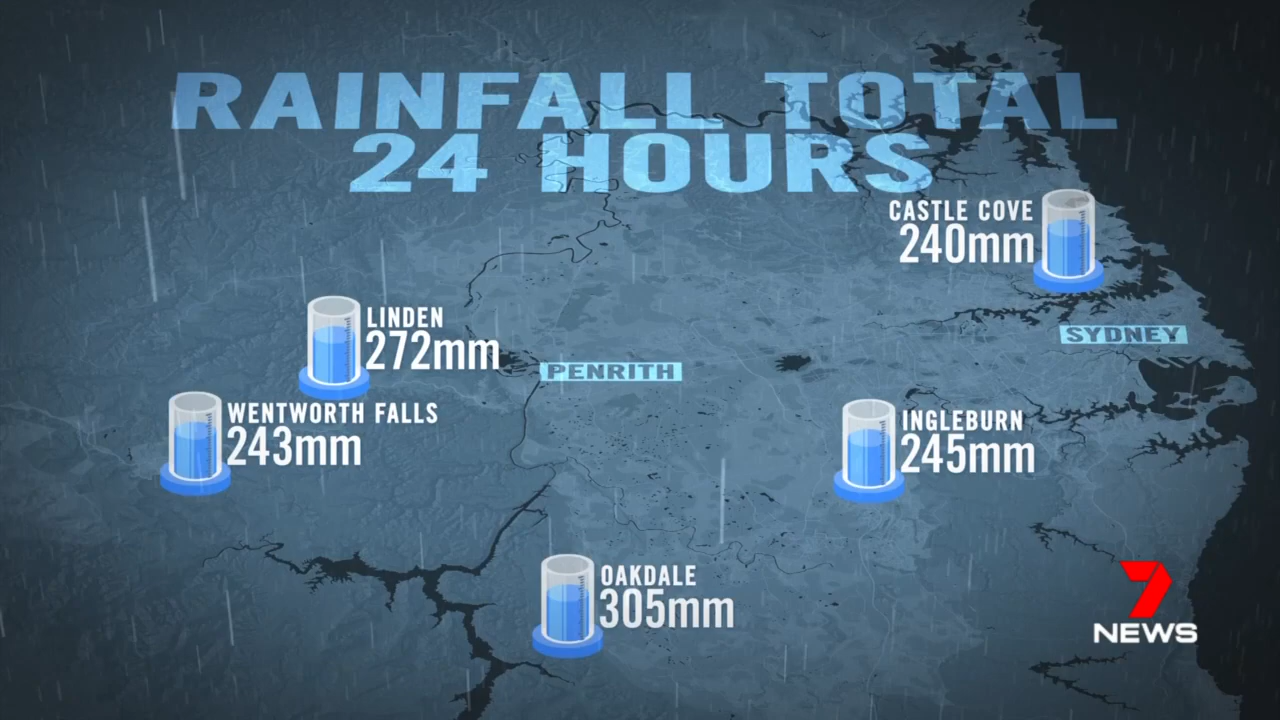 RAINFALL TOTAL
24 HOURS
CASTLE COVE
240mm
LINDEN
272mm
SYDNEY
PENRITH
WENTWORTH FALLS
243mm
INGLEBURN
245mm
OAKDALE
305mm
7
NEWS